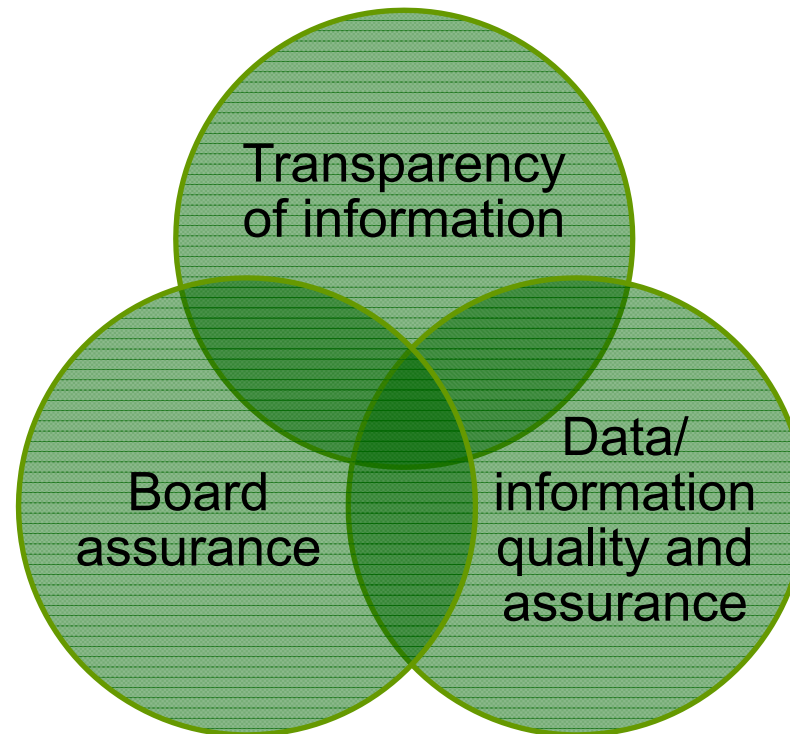 Transparency
of information
Board
assurance
Data/
information
quality and
assurance